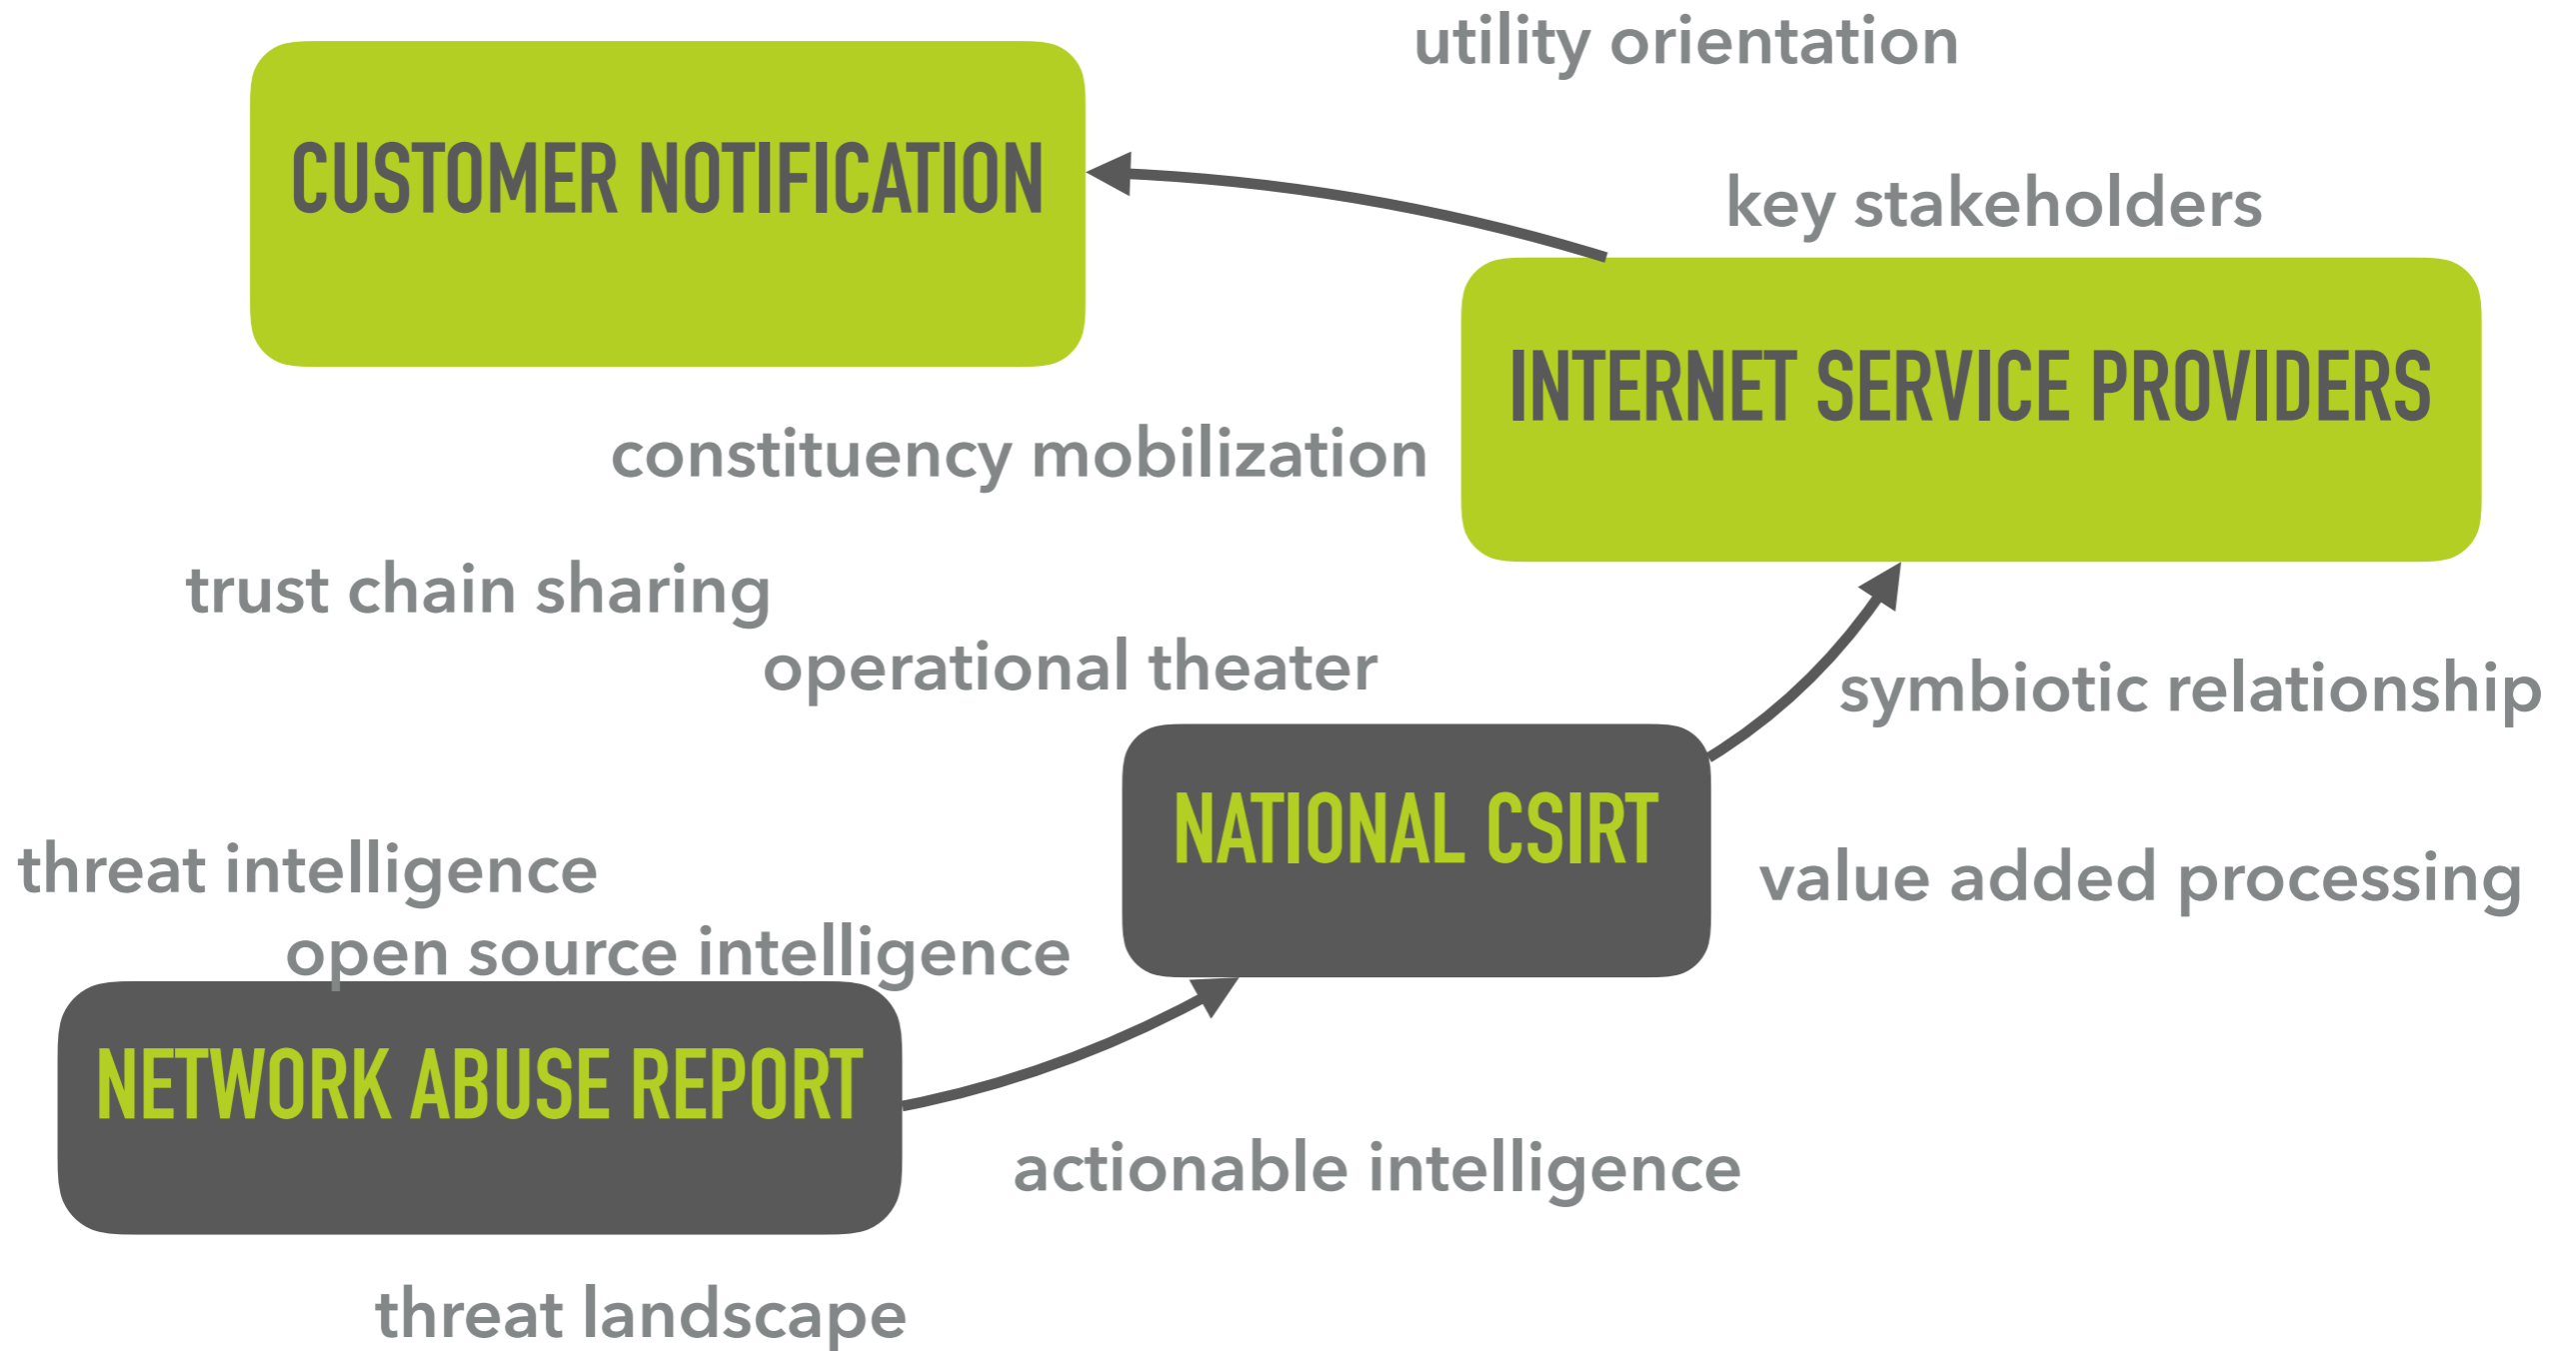 utility orientation
CUSTOMER NOTIFICATION
key stakeholders
INTERNET SERVICE PROVIDERS
constituency mobilization
trust chain sharing
operational theater
symbiotic relationship
NATIONAL CSIRT
threat intelligence
value added processing
open source intelligence
NETWORK ABUSE REPORT
actionable intelligence
threat landscape